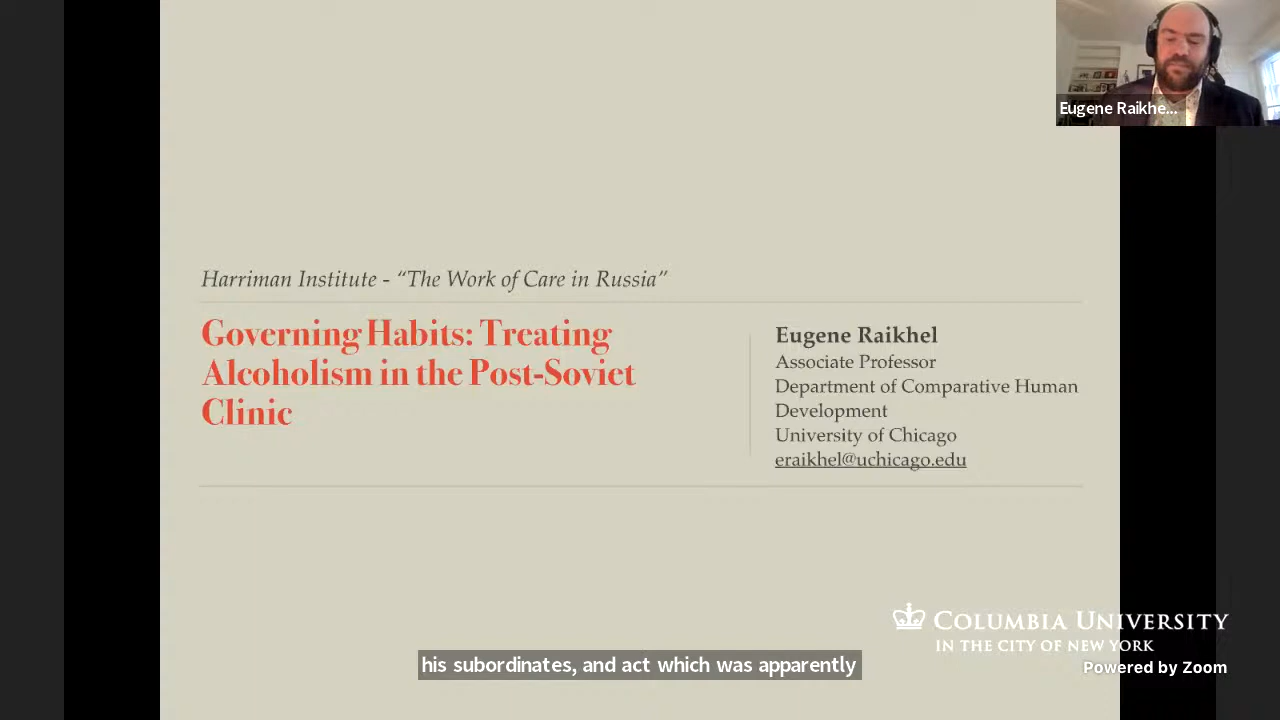 Eugene Raikhe...
Harriman Institute - “The Work of Care in Russia”
Governing Habits: Treating
Alcoholism in the Post-Soviet
Clinic
Eugene Raikhel
Associate Professor
Department of Comparative Human
Development
University of Chicago
eraikhel@uchicago.edu
COLUMBIA UNIVERSITY
IN THE CITY OF NEW YORK
Powered by Zoom
his subordinates, and act which was apparently